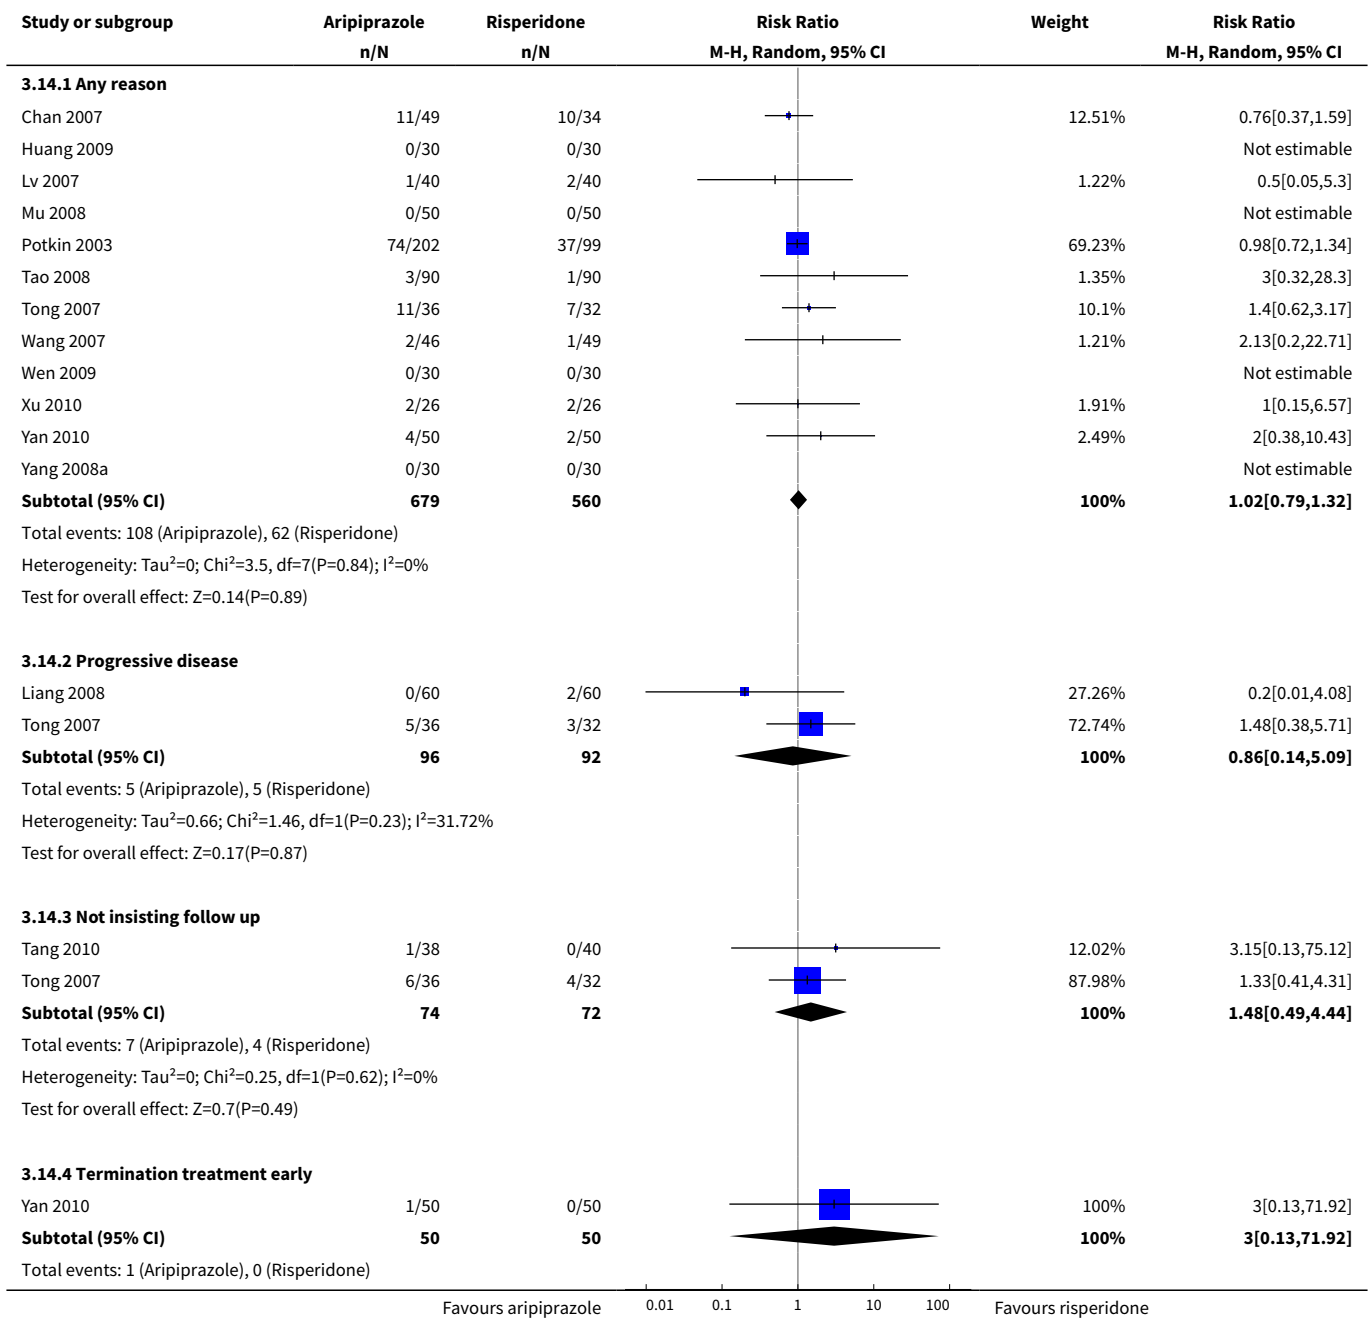 Study or subgroup Aripiprazole Risperidone Risk Ratio Weight Risk Ratio
n/N n/N M-H, Random, 95% CI M-H, Random, 95% CI
3.14.1 Any reason
Chan 2007 11/49 10/34 12.51% 0.76[0.37,1.59]
Huang 2009 0/30 0/30 Not estimable
Lv 2007 1/40 2/40 1.22% 0.5[0.05,5.3]
Mu 2008 0/50 0/50 Not estimable
Potkin 2003 74/202 37/99 69.23% 0.98[0.72,1.34]
Tao 2008 3/90 1/90 1.35% 3[0.32,28.3]
Tong 2007 11/36 7/32 10.1% 1.4[0.62,3.17]
Wang 2007 2/46 1/49 1.21% 2.13[0.2,22.71]
Wen 2009 0/30 0/30 Not estimable
Xu 2010 2/26 2/26 1.91% 1[0.15,6.57]
Yan 2010 4/50 2/50 2.49% 2[0.38,10.43]
Yang 2008a 0/30 0/30 Not estimable
Subtotal (95% CI) 679 560 100% 1.02[0.79,1.32]
Total events: 108 (Aripiprazole), 62 (Risperidone)
Heterogeneity: Tau²=0; Chi²=3.5, df=7(P=0.84); I²=0%
Test for overall effect: Z=0.14(P=0.89)
3.14.2 Progressive disease
Liang 2008 0/60 2/60 27.26% 0.2[0.01,4.08]
Tong 2007 5/36 3/32 72.74% 1.48[0.38,5.71]
Subtotal (95% CI) 96 92 100% 0.86[0.14,5.09]
Total events: 5 (Aripiprazole), 5 (Risperidone)
Heterogeneity: Tau²=0.66; Chi²=1.46, df=1(P=0.23); I²=31.72%
Test for overall effect: Z=0.17(P=0.87)
3.14.3 Not insisting follow up
Tang 2010 1/38 0/40 12.02% 3.15[0.13,75.12]
Tong 2007 6/36 4/32 87.98% 1.33[0.41,4.31]
Subtotal (95% CI) 74 72 100% 1.48[0.49,4.44]
Total events: 7 (Aripiprazole), 4 (Risperidone)
Heterogeneity: Tau²=0; Chi²=0.25, df=1(P=0.62); I²=0%
Test for overall effect: Z=0.7(P=0.49)
3.14.4 Termination treatment early
Yan 2010 1/50 0/50 100% 3[0.13,71.92]
Subtotal (95% CI) 50 50 100% 3[0.13,71.92]
Total events: 1 (Aripiprazole), 0 (Risperidone)
Favours aripiprazole 0.01 0.1 1 10 100 Favours risperidone